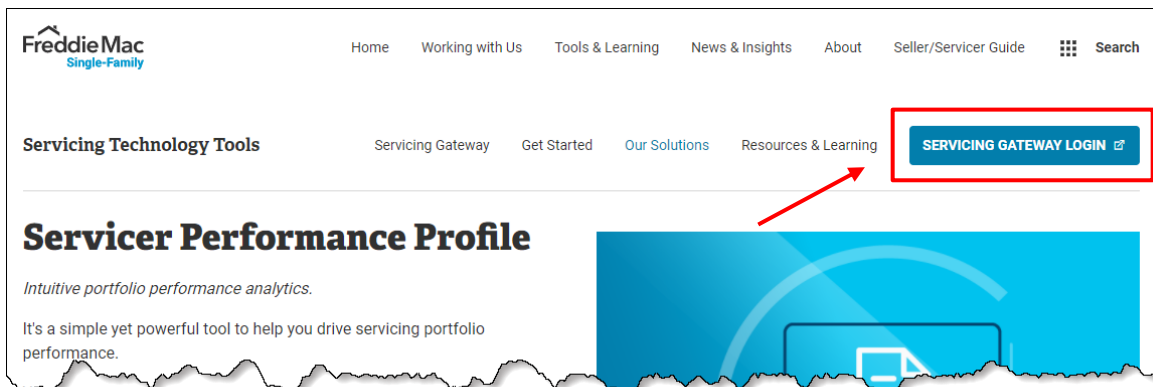 Freddie Mac
Single-Family
Home Working with Us Tools & Learning News & Insights About Seller/Servicer Guide Search
Servicing Technology Tools Servicing Gateway Get Started Our Solutions Resources & Learning SERVICING GATEWAY LOGIN
Servicer Performance Profile
Intuitive portfolio performance analytics.
It's a simple yet powerful tool to help you drive servicing portfolio
performance.